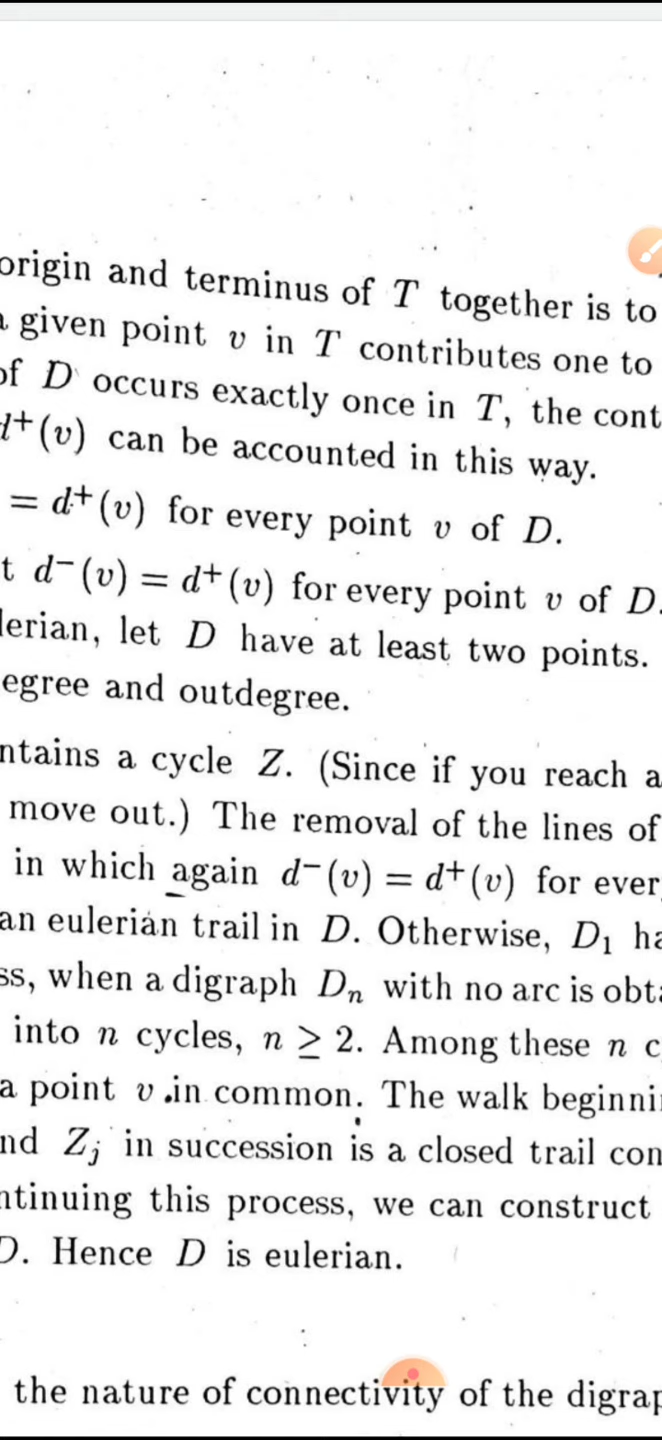 origin and terminus of T together is to
given point v in T contributes one to
of D occurs exactly once in T, the cont
d⁺(v) can be accounted in this way.
= d⁺(v) for every point v of D.
t d⁻(v) = d⁺(v) for every point v of D.
lerian, let D have at least two points.
egree and outdegree.
ntains a cycle Z. (Since if you reach a
move out.) The removal of the lines of
in which again d⁻(v) = d⁺(v) for ever
an eulerian trail in D. Otherwise, D₁ ha
ss, when a digraph Dₙ with no arc is obt
into n cycles, n ≥ 2. Among these n c
a point v in common. The walk beginni
nd Zⱼ in succession is a closed trail con
ntinuing this process, we can construct
D. Hence D is eulerian.
the nature of connectivity of the digrap